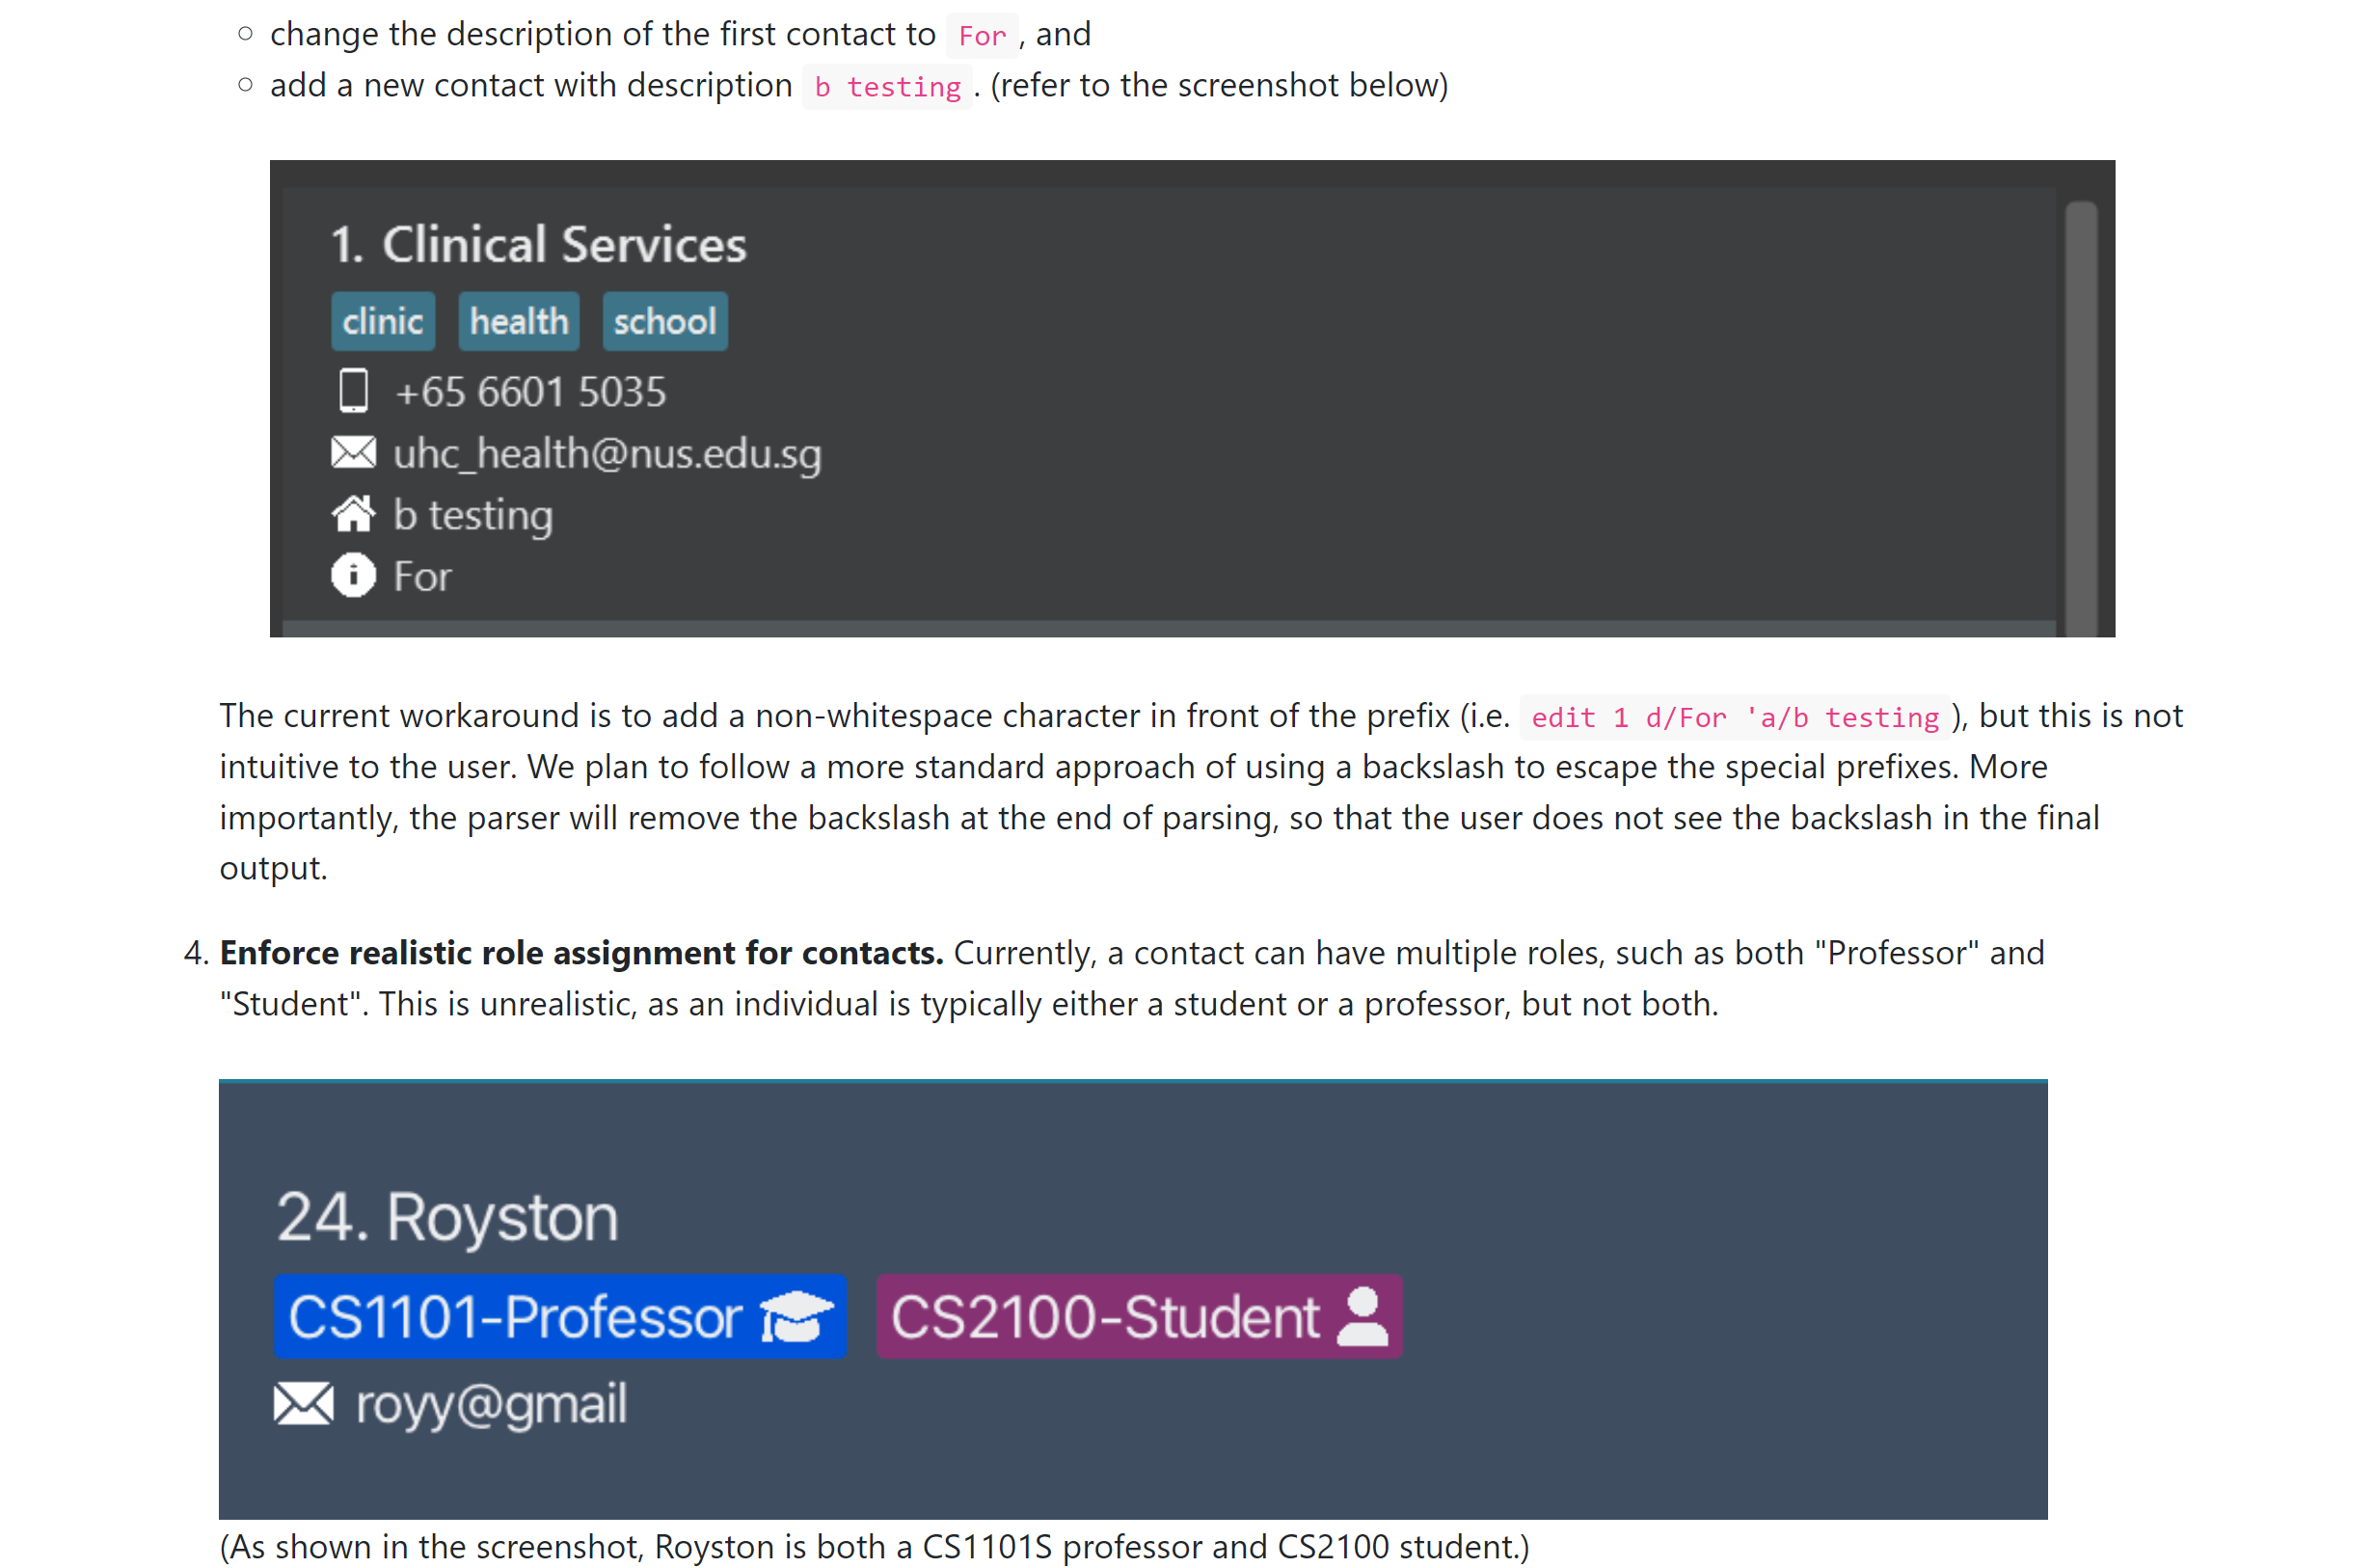 change the description of the first contact to For, and
add a new contact with description b testing. (refer to the screenshot below)
1. Clinical Services
clinic health school
+65 6601 5035
uhc_health@nus.edu.sg
b testing
For
The current workaround is to add a non-whitespace character in front of the prefix (i.e. edit 1 d/For 'a/b testing), but this is not
intuitive to the user. We plan to follow a more standard approach of using a backslash to escape the special prefixes. More
importantly, the parser will remove the backslash at the end of parsing, so that the user does not see the backslash in the final
output.
4. Enforce realistic role assignment for contacts. Currently, a contact can have multiple roles, such as both "Professor" and
"Student". This is unrealistic, as an individual is typically either a student or a professor, but not both.
24. Royston
CS1101-Professor CS2100-Student
royy@gmail
(As shown in the screenshot, Royston is both a CS1101S professor and CS2100 student.)